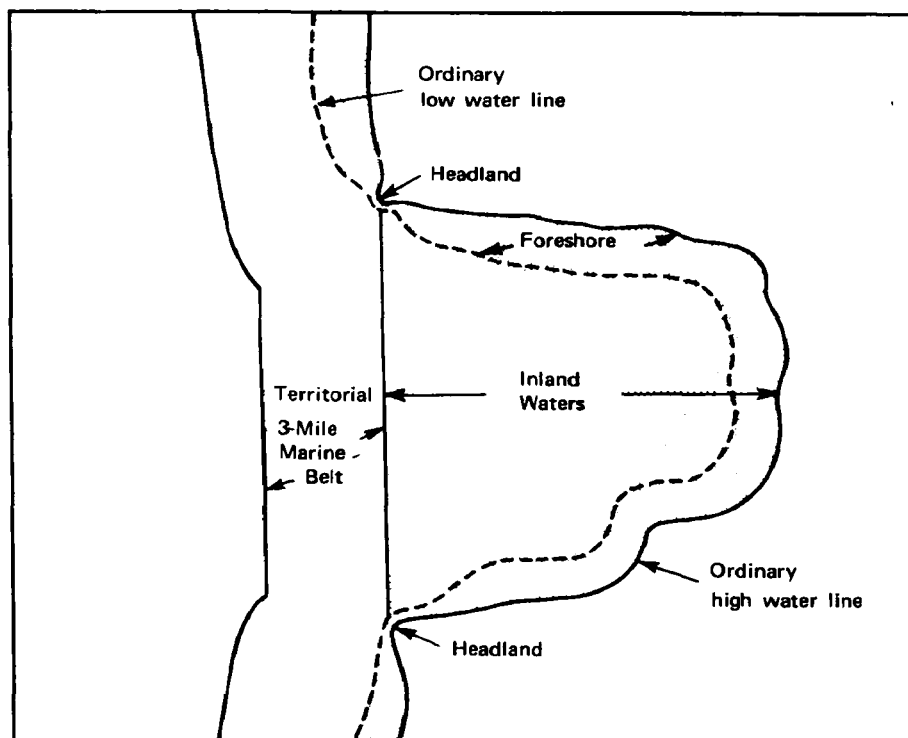 Ordinary
low water line
Headland
Foreshore
Territorial
3-Mile
Marine
Belt
Inland
Waters
Ordinary
high water line
Headland